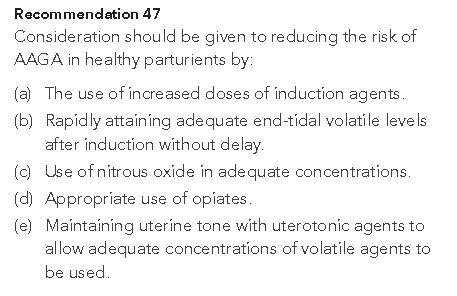 Recommendation 47
Consideration should be given to reducing the risk of
AAGA in healthy parturients by:
(a) The use of increased doses of induction agents.
(b) Rapidly attaining adequate end-tidal volatile levels
after induction without delay.
(c) Use of nitrous oxide in adequate concentrations.
(d) Appropriate use of opiates.
(e) Maintaining uterine tone with uterotonic agents to
allow adequate concentrations of volatile agents to
be used.